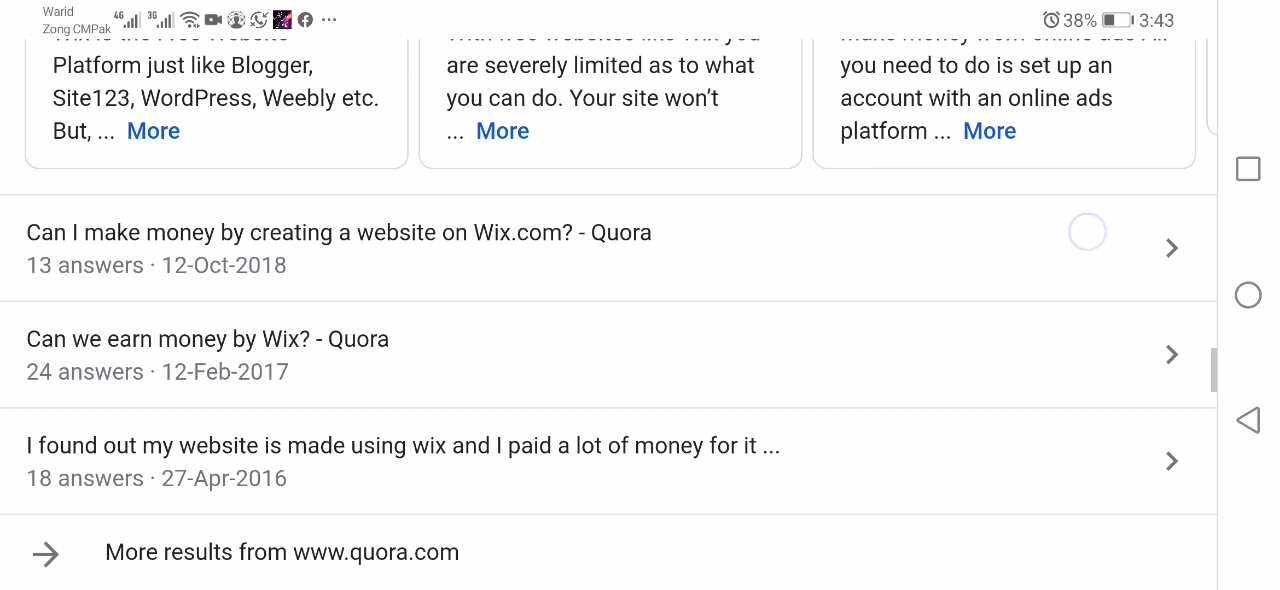 Warid
Zong CMPak
4G 3G 38% 3:43
Platform just like Blogger,
Site123, WordPress, Weebly etc.
But, ... More
are severely limited as to what
you can do. Your site won’t
... More
you need to do is set up an
account with an online ads
platform ... More
Can I make money by creating a website on Wix.com? - Quora
13 answers · 12-Oct-2018
Can we earn money by Wix? - Quora
24 answers · 12-Feb-2017
I found out my website is made using wix and I paid a lot of money for it ...
18 answers · 27-Apr-2016
More results from www.quora.com